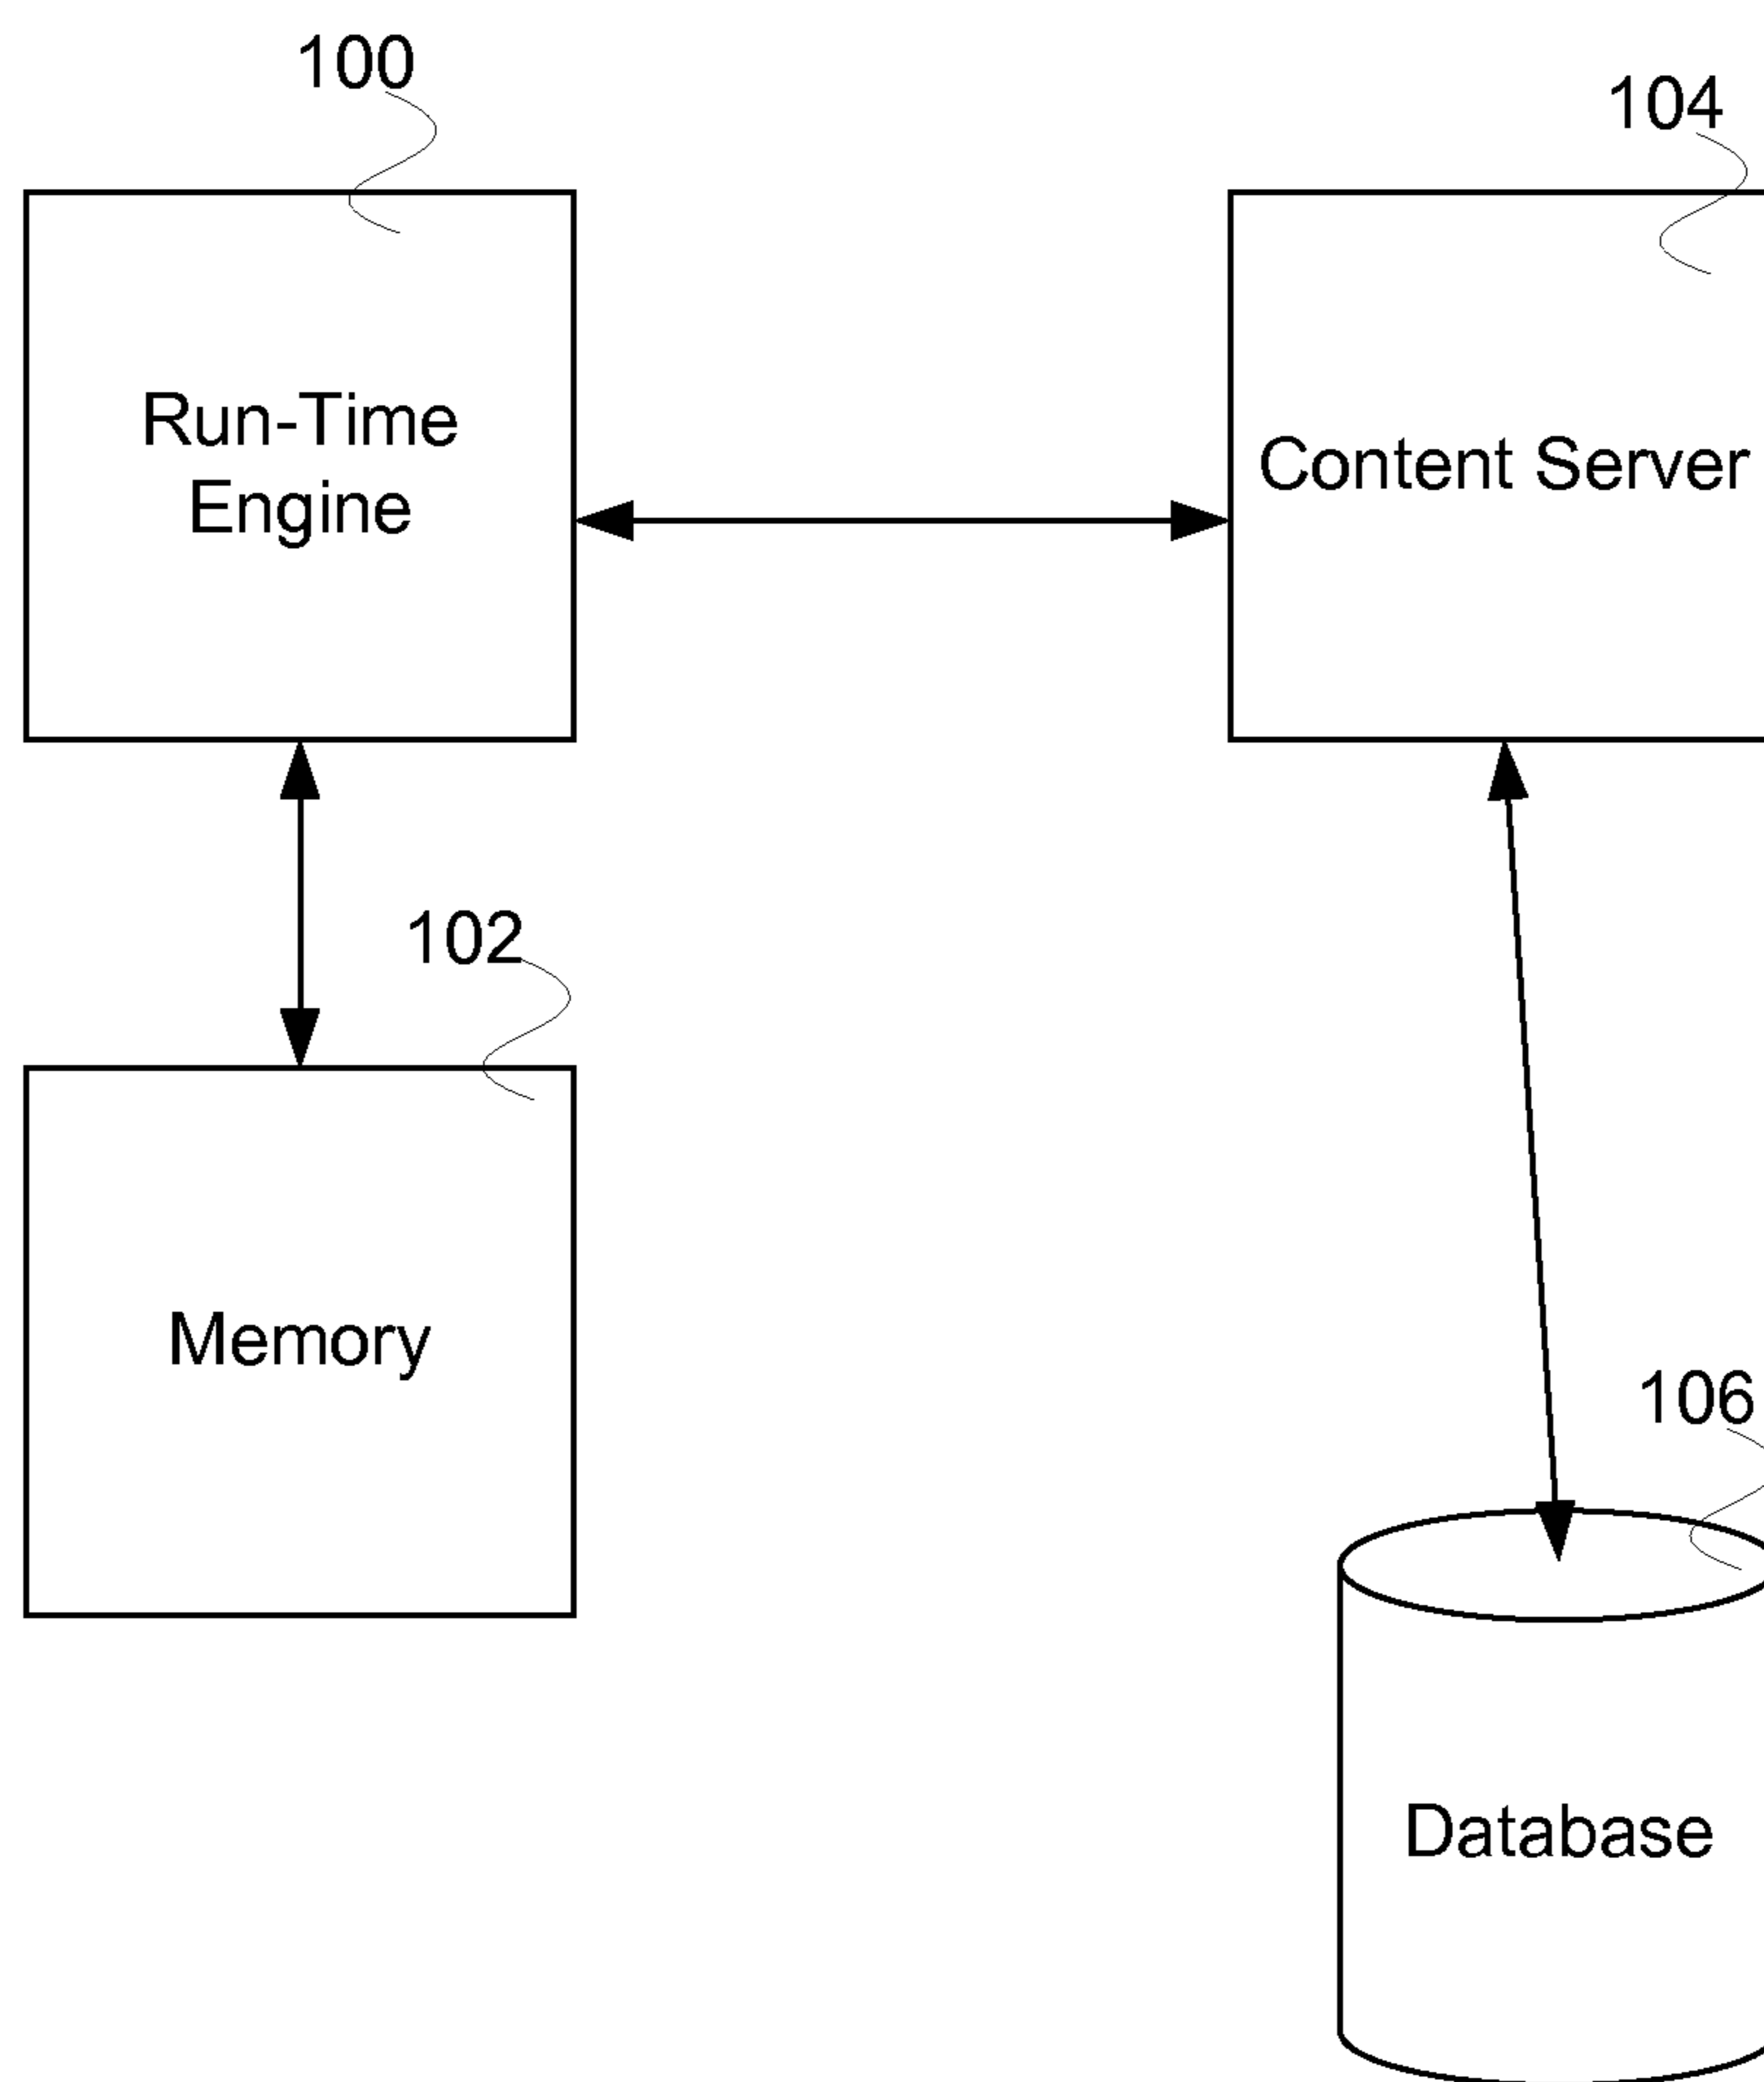 100
104
Run-Time
Engine
Content Server
102
Memory
106
Database